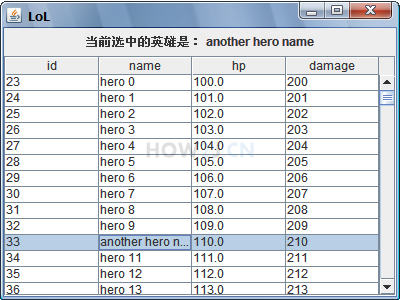 LoL
当前选中的英雄是： another hero name
id name hp damage
23 hero 0 100.0 200
24 hero 1 101.0 201
25 hero 2 102.0 202
26 hero 3 103.0 203
27 hero 4 104.0 204
28 hero 5 105.0 205
29 hero 6 106.0 206
30 hero 7 107.0 207
31 hero 8 108.0 208
32 hero 9 109.0 209
33 another hero n... 110.0 210
34 hero 11 111.0 211
35 hero 12 112.0 212
36 hero 13 113.0 213